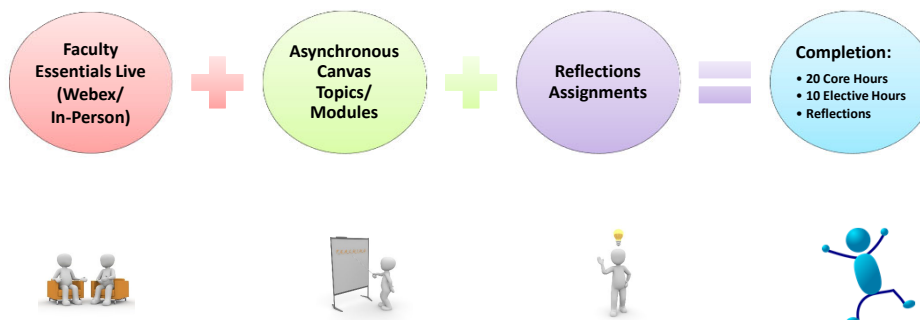 Faculty
Essentials Live
(Webex/
In-Person)
Asynchronous
Canvas
Topics/
Modules
Reflections
Assignments
Completion:
• 20 Core Hours
• 10 Elective Hours
• Reflections